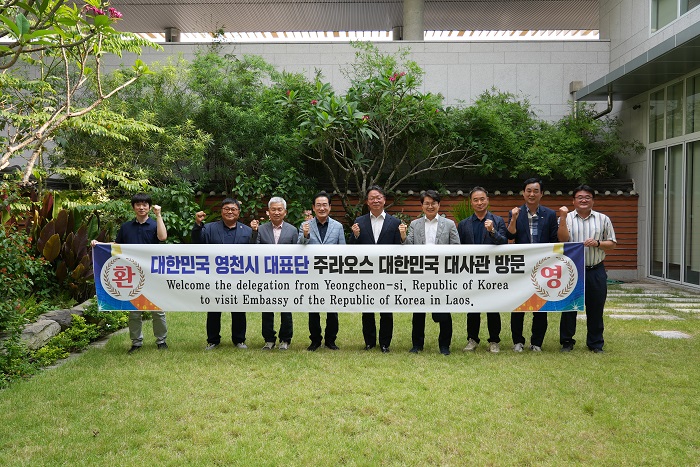 환
대한민국 영천시 대표단 주라오스 대한민국 대사관 방문
Welcome the delegation from Yeongcheon-si, Republic of Korea
to visit Embassy of the Republic of Korea in Laos.
영